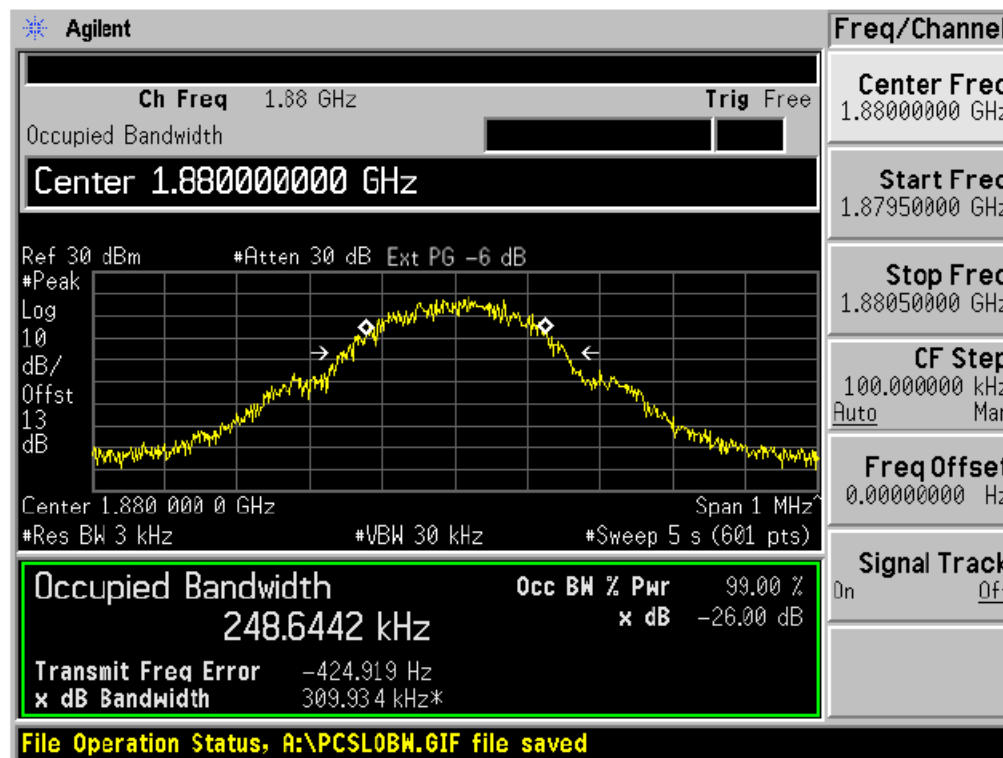 Agilent
Freq/Channel
Ch Freq 1.88 GHz Trig Free
Occupied Bandwidth
Center 1.880000000 GHz
Ref 30 dBm #Atten 30 dB Ext PG -6 dB
#Peak
Log
10
dB/
Offst
13
dB
Center 1.880 000 0 GHz Span 1 MHz^
#Res BW 3 kHz #VBW 30 kHz #Sweep 5 s (601 pts)
Occupied Bandwidth
248.6442 kHz
Occ BW % Pwr 99.00 %
x dB -26.00 dB
Transmit Freq Error -424.919 Hz
x dB Bandwidth 309.934 kHz*
File Operation Status, A:\PCSLOBW.GIF file saved
Center Freq
1.88000000 GHz
Start Freq
1.87950000 GHz
Stop Freq
1.88050000 GHz
CF Step
100.000000 kHz
Auto Man
Freq Offset
0.00000000 Hz
Signal Track
On Off